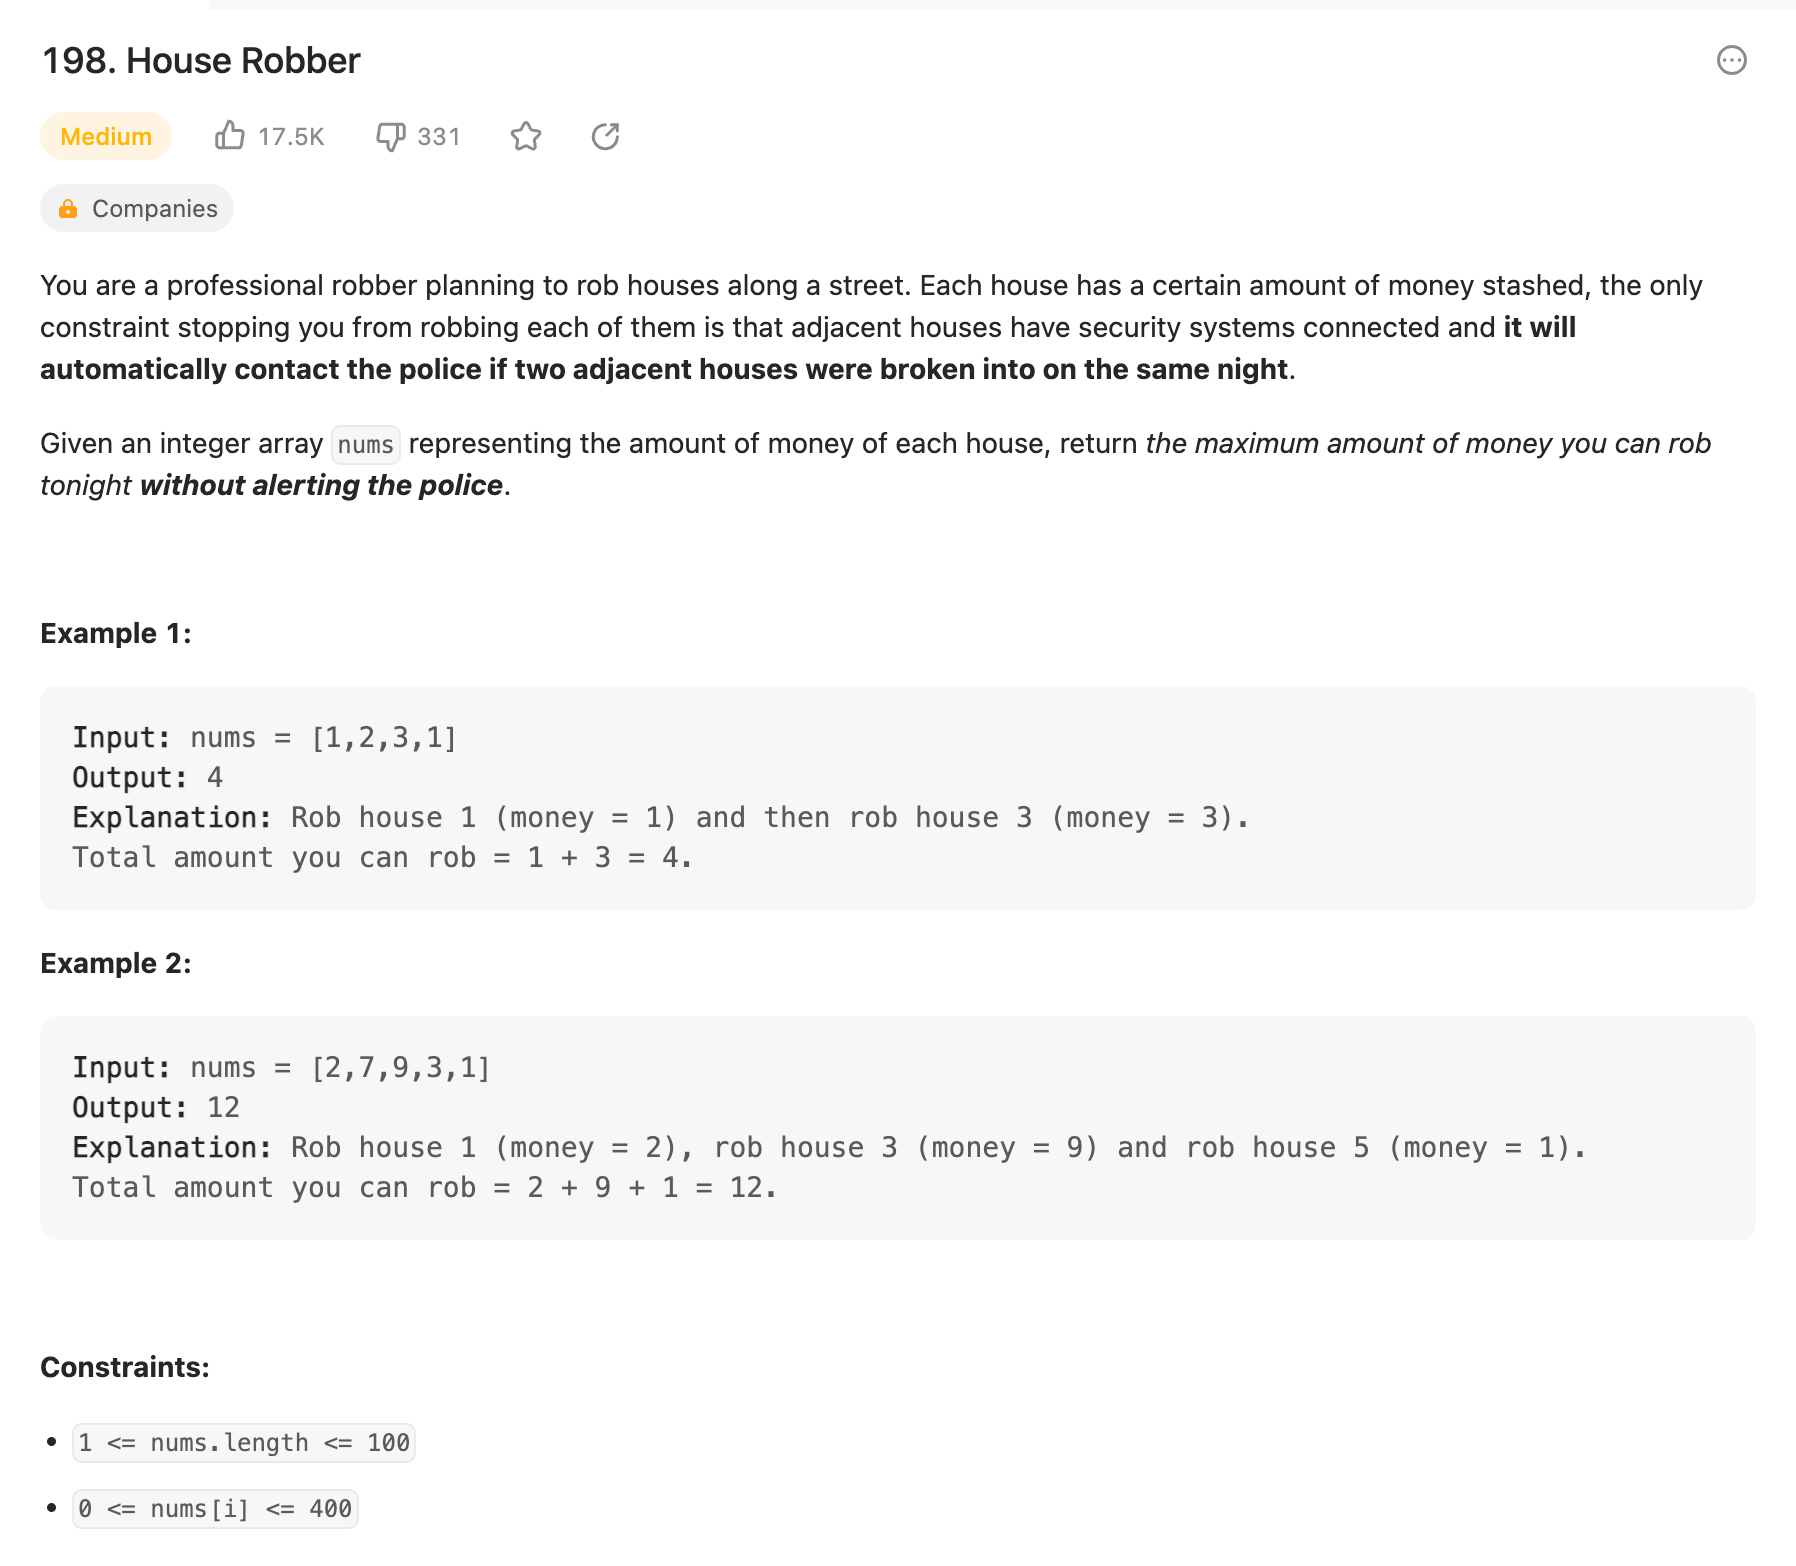 198. House Robber
Medium 17.5K 331
Companies
You are a professional robber planning to rob houses along a street. Each house has a certain amount of money stashed, the only
constraint stopping you from robbing each of them is that adjacent houses have security systems connected and it will
automatically contact the police if two adjacent houses were broken into on the same night.
Given an integer array nums representing the amount of money of each house, return the maximum amount of money you can rob
tonight without alerting the police.
Example 1:
Input: nums = [1,2,3,1]
Output: 4
Explanation: Rob house 1 (money = 1) and then rob house 3 (money = 3).
Total amount you can rob = 1 + 3 = 4.
Example 2:
Input: nums = [2,7,9,3,1]
Output: 12
Explanation: Rob house 1 (money = 2), rob house 3 (money = 9) and rob house 5 (money = 1).
Total amount you can rob = 2 + 9 + 1 = 12.
Constraints:
• 1 <= nums.length <= 100
• 0 <= nums[i] <= 400